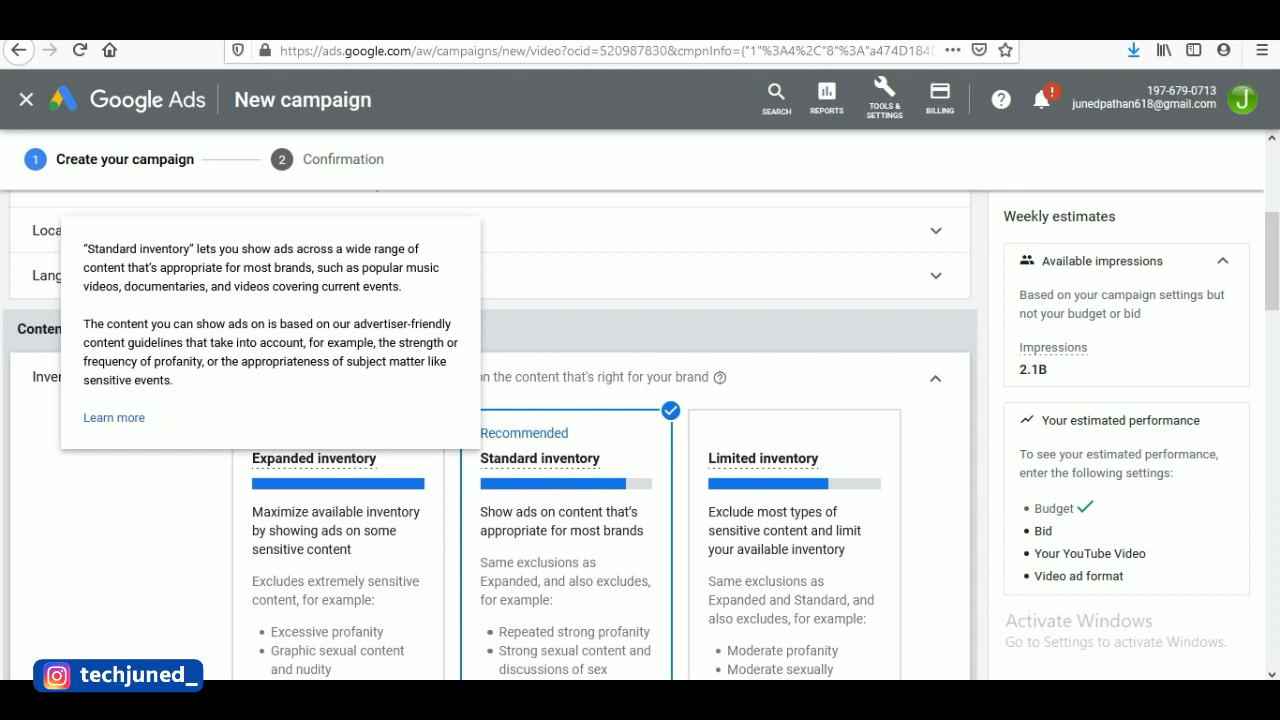 https://ads.google.com/aw/campaigns/new/video?ocid=520987830&cmpnInfo={"1"%3A4%2C"8"%3A"a474D184D
Google Ads
New campaign
SEARCH
REPORTS
TOOLS & SETTINGS
BILLING
197-679-0713
junedpathan618@gmail.com
J
1 Create your campaign
2 Confirmation
Loca
Lang
"Standard inventory" lets you show ads across a wide range of
content that's appropriate for most brands, such as popular music
videos, documentaries, and videos covering current events.
The content you can show ads on is based on our advertiser-friendly
content guidelines that take into account, for example, the strength or
frequency of profanity, or the appropriateness of subject matter like
sensitive events.
Learn more
Conten
Inven
on the content that's right for your brand
Expanded inventory
Maximize available inventory
by showing ads on some
sensitive content
Excludes extremely sensitive
content, for example:
• Excessive profanity
• Graphic sexual content
and nudity
Recommended
Standard inventory
Show ads on content that's
appropriate for most brands
Same exclusions as
Expanded, and also excludes,
for example:
• Repeated strong profanity
• Strong sexual content and
discussions of sex
Limited inventory
Exclude most types of
sensitive content and limit
your available inventory
Same exclusions as
Expanded and Standard, and
also excludes, for example:
• Moderate profanity
• Moderate sexually
Weekly estimates
Available impressions
Based on your campaign settings but
not your budget or bid
Impressions
2.1B
Your estimated performance
To see your estimated performance,
enter the following settings:
• Budget
• Bid
• Your YouTube Video
• Video ad format
Activate Windows
Go to Settings to activate Windows.
techjuned_